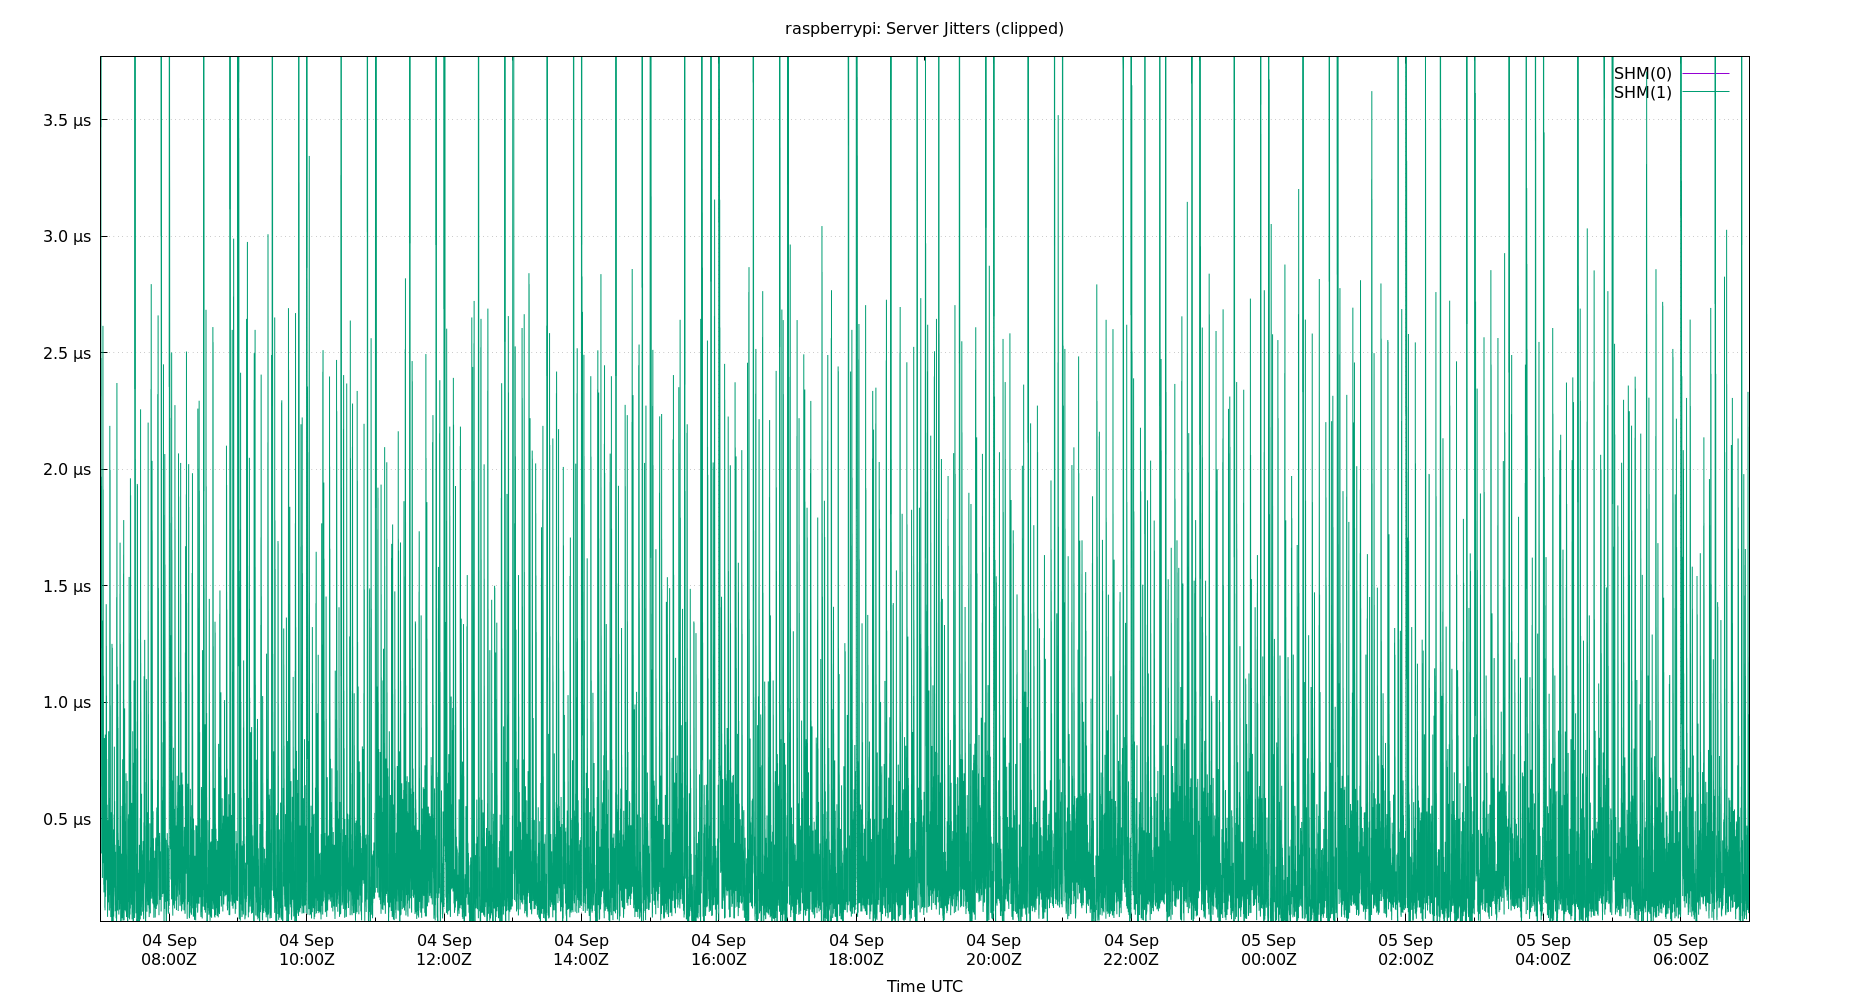 raspberrypi: Server Jitters (clipped)
SHM(0)
SHM(1)
3.5 µs
3.0 µs
2.5 µs
2.0 µs
1.5 µs
1.0 µs
0.5 µs
04 Sep 04 Sep 04 Sep 04 Sep 04 Sep 04 Sep 04 Sep 04 Sep 05 Sep 05 Sep 05 Sep 05 Sep
08:00Z 10:00Z 12:00Z 14:00Z 16:00Z 18:00Z 20:00Z 22:00Z 00:00Z 02:00Z 04:00Z 06:00Z
Time UTC